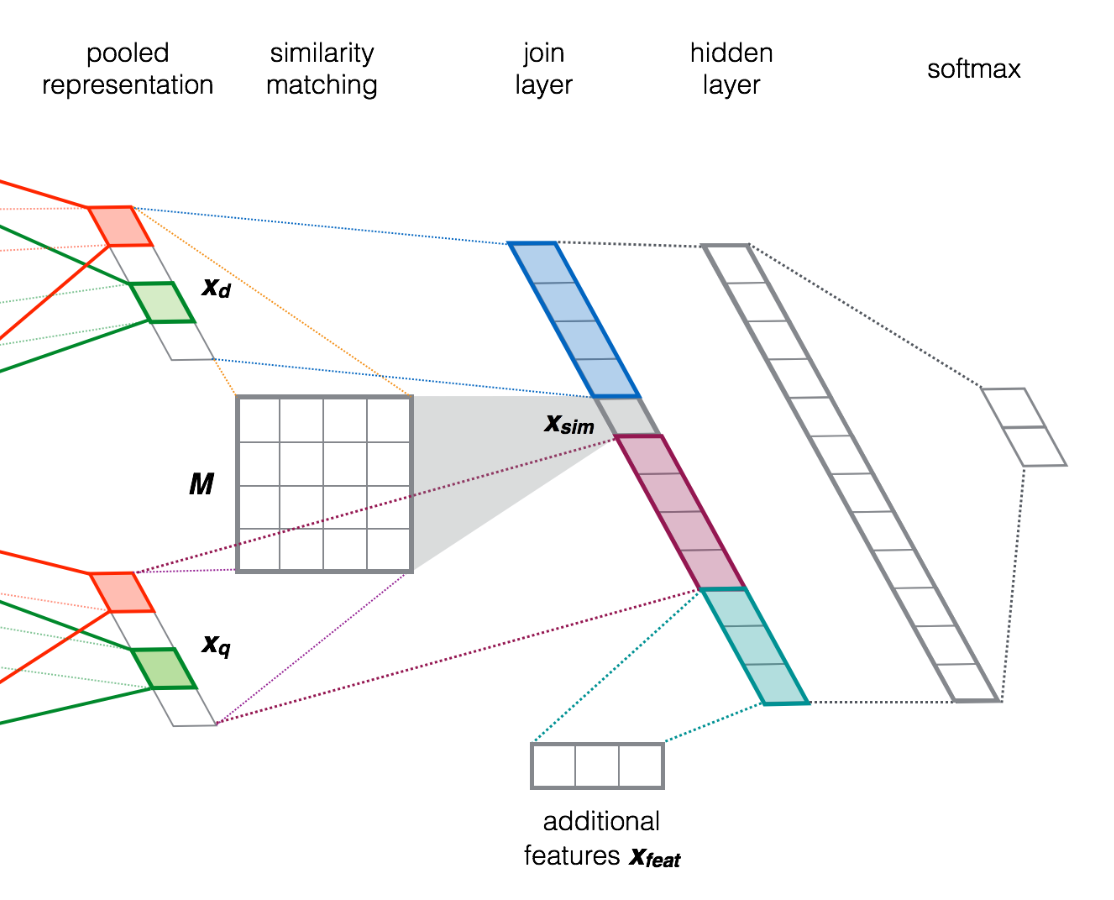 pooled
representation
similarity
matching
join
layer
hidden
layer
softmax
xd
xsim
M
xq
additional
features xfeat